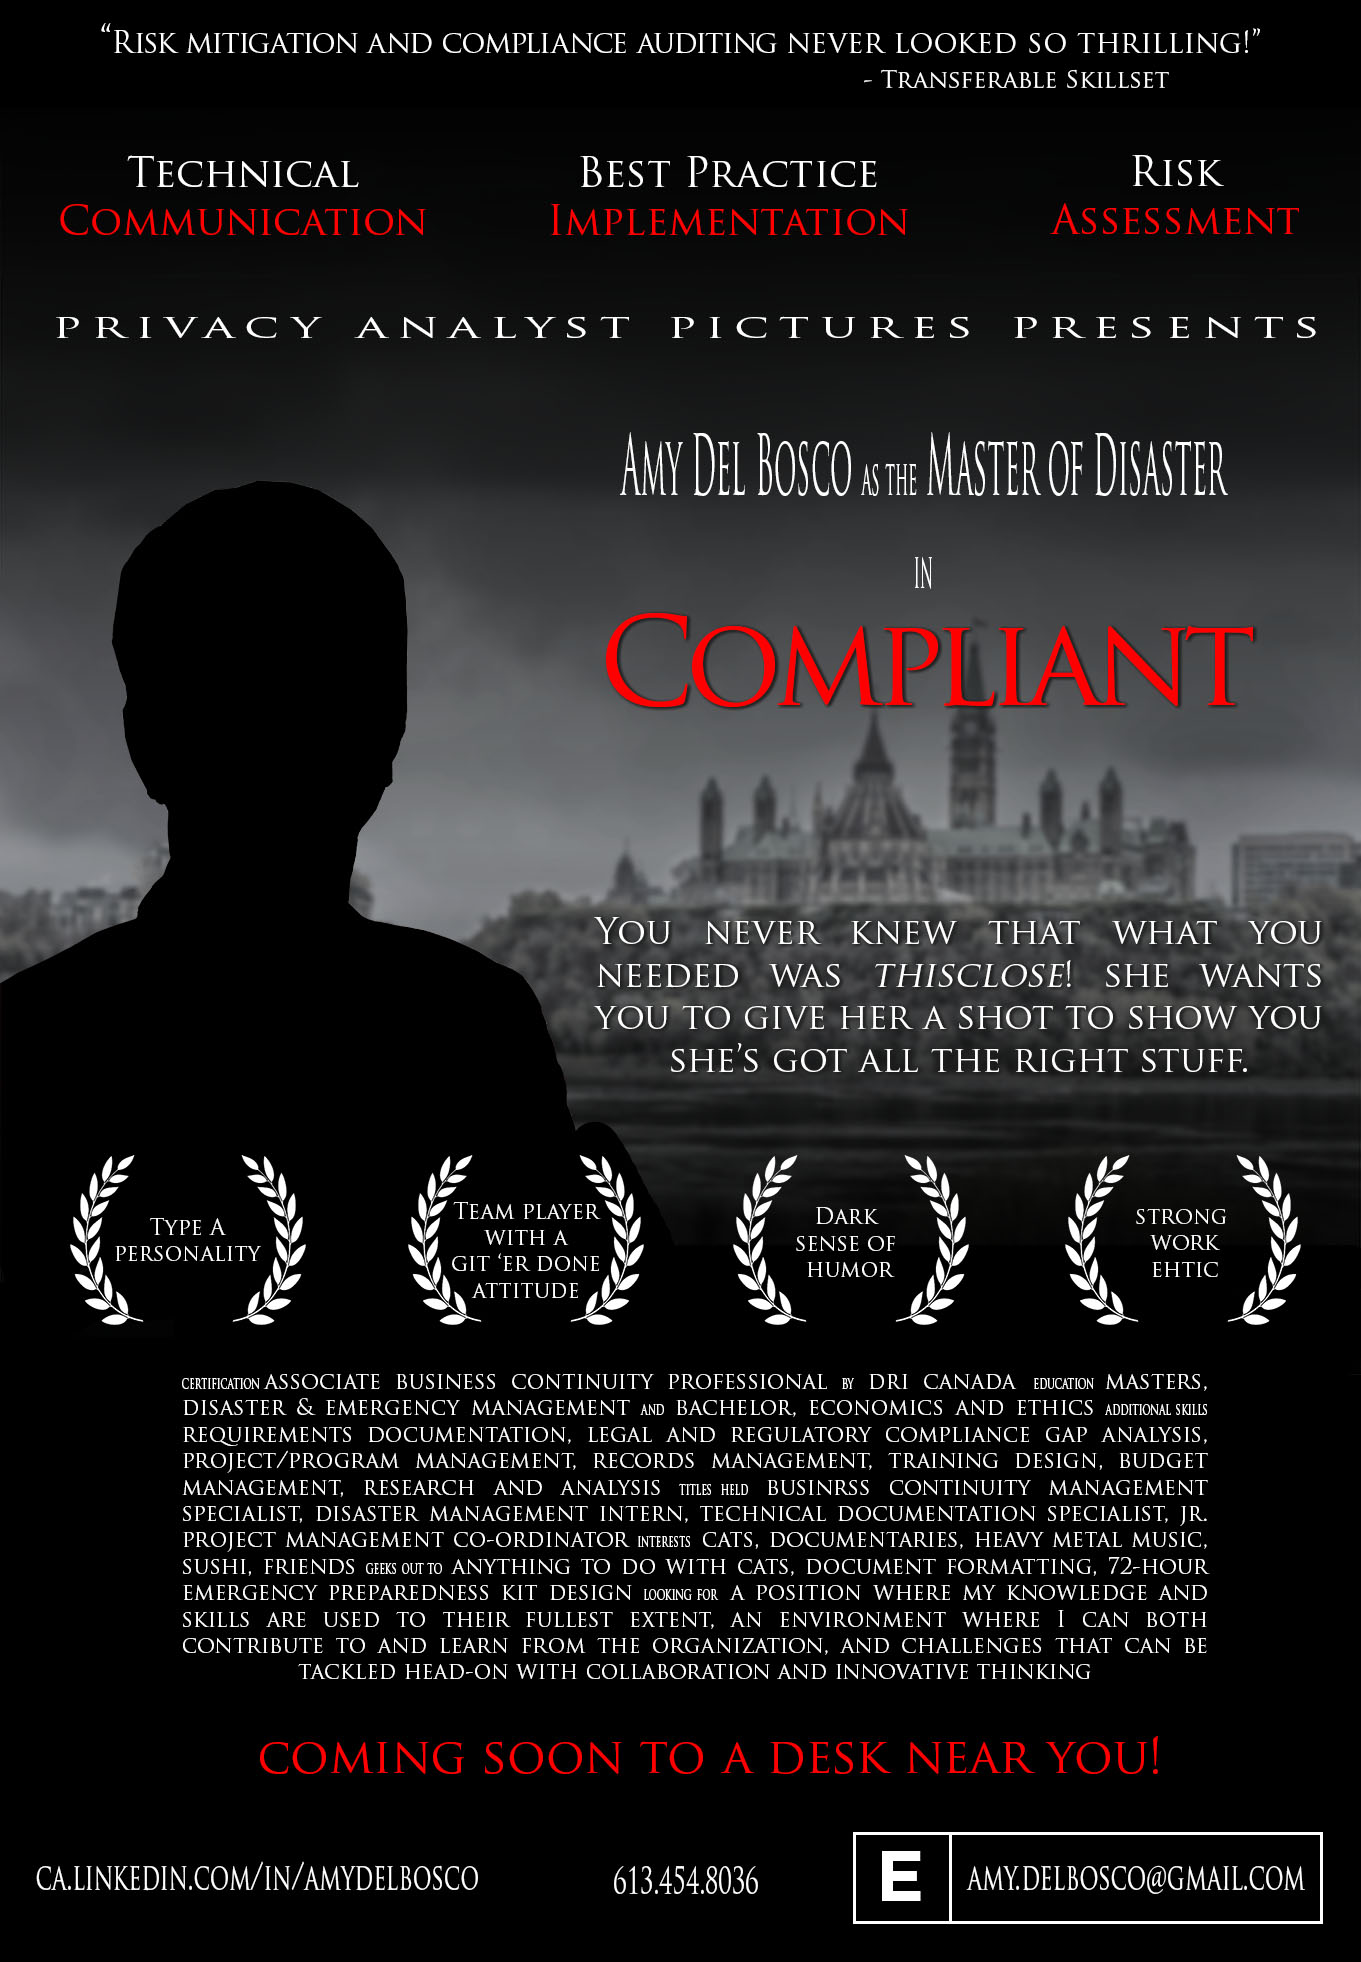 “Risk mitigation and compliance auditing never looked so thrilling!”
- Transferable Skillset
Technical
Communication
Best Practice
Implementation
Risk
Assessment
PRIVACY ANALYST PICTURES PRESENTS
Amy Del Bosco as the Master of Disaster
in
Compliant
You never knew that what you
needed was thisclose! she wants
you to give her a shot to show you
she’s got all the right stuff.
Type A
personality
Team player
with a
git ‘er done
attitude
Dark
sense of
humor
strong
work
ehtic
certification associate business continuity professional by dri canada education masters,
disaster & emergency management and bachelor, economics and ethics additional skills
requirements documentation, legal and regulatory compliance gap analysis,
project/program management, records management, training design, budget
management, research and analysis titles held businrss continuity management
specialist, disaster management intern, technical documentation specialist, jr.
project management co-ordinator interests cats, documentaries, heavy metal music,
sushi, friends geeks out to anything to do with cats, document formatting, 72-hour
emergency preparedness kit design looking for a position where my knowledge and
skills are used to their fullest extent, an environment where I can both
contribute to and learn from the organization, and challenges that can be
tackled head-on with collaboration and innovative thinking
coming soon to a desk near you!
ca.linkedin.com/in/amydelbosco
613.454.8036
E
amy.delbosco@gmail.com